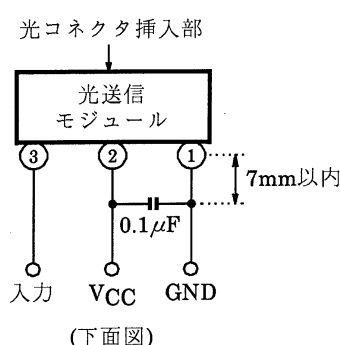 光コネクタ挿入部
光送信
モジュール
③ ② ①
7mm以内
0.1μF
入力 VCC GND
(下面図)